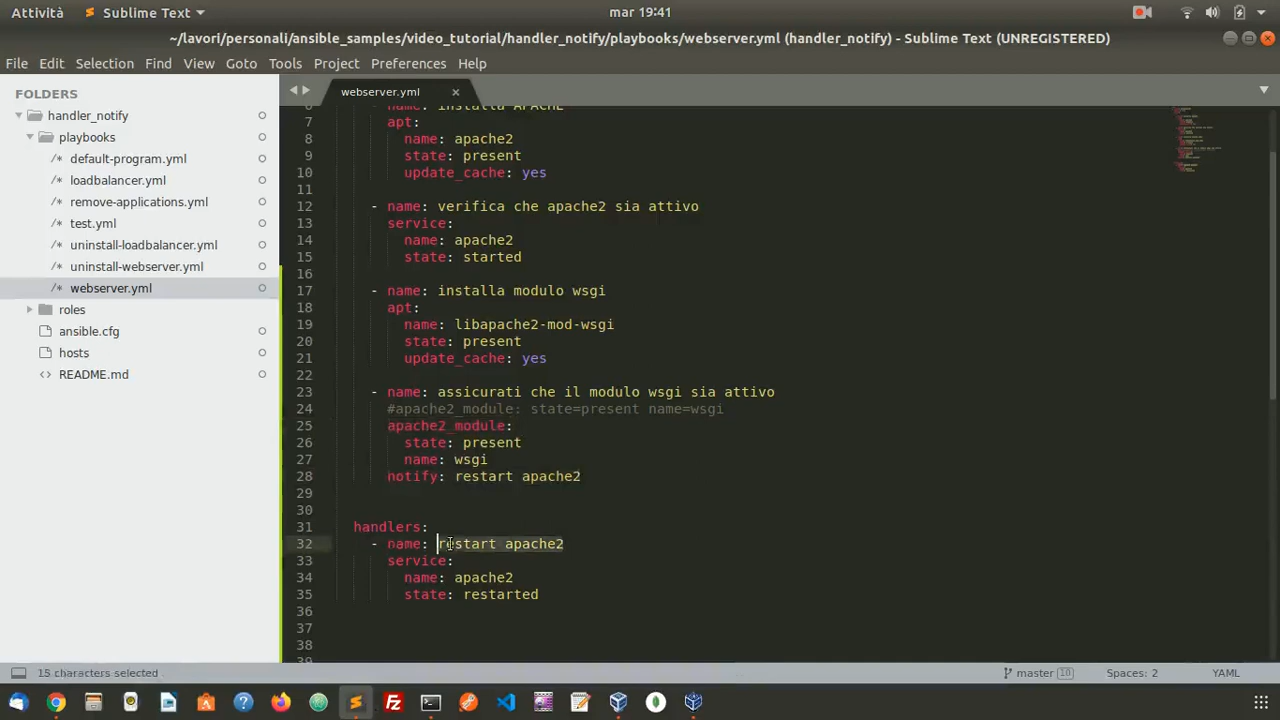 Attività
Sublime Text
mar 19:41
~/lavori/personali/ansible_samples/video_tutorial/handler_notify/playbooks/webserver.yml (handler_notify) - Sublime Text (UNREGISTERED)
File Edit Selection Find View Goto Tools Project Preferences Help
FOLDERS
handler_notify
playbooks
/* default-program.yml
/* loadbalancer.yml
/* remove-applications.yml
/* test.yml
/* uninstall-loadbalancer.yml
/* uninstall-webserver.yml
/* webserver.yml
roles
ansible.cfg
hosts
<> README.md
webserver.yml
6 - name: installa APACHE
7 apt:
8 name: apache2
9 state: present
10 update_cache: yes
11
12 - name: verifica che apache2 sia attivo
13 service:
14 name: apache2
15 state: started
16
17 - name: installa modulo wsgi
18 apt:
19 name: libapache2-mod-wsgi
20 state: present
21 update_cache: yes
22
23 - name: assicurati che il modulo wsgi sia attivo
24 #apache2_module: state=present name=wsgi
25 apache2_module:
26 state: present
27 name: wsgi
28 notify: restart apache2
29
30
31 handlers:
32 - name: restart apache2
33 service:
34 name: apache2
35 state: restarted
36
37
38
39
15 characters selected
master 10
Spaces: 2
YAML